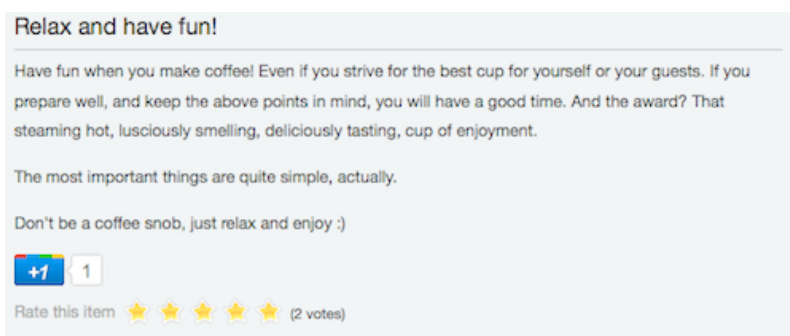 Relax and have fun!
Have fun when you make coffee! Even if you strive for the best cup for yourself or your guests. If you
prepare well, and keep the above points in mind, you will have a good time. And the award? That
steaming hot, lusciously smelling, deliciously tasting, cup of enjoyment.
The most important things are quite simple, actually.
Don't be a coffee snob, just relax and enjoy :)
+1 1
Rate this item (2 votes)